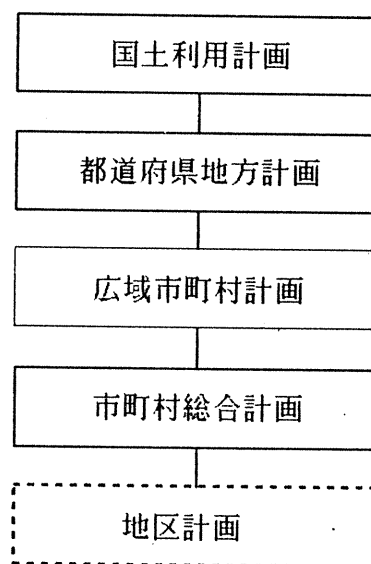 国土利用計画
都道府県地方計画
広域市町村計画
市町村総合計画
地区計画